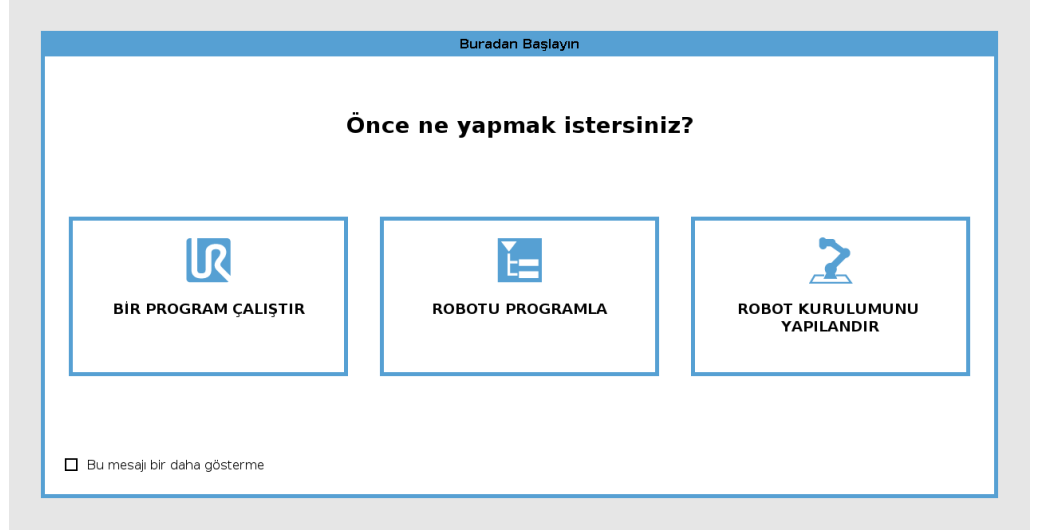 Buradan Başlayın
Önce ne yapmak istersiniz?
BİR PROGRAM ÇALIŞTIR
ROBOTU PROGRAMLA
ROBOT KURULUMUNU
YAPILANDIR
Bu mesajı bir daha gösterme